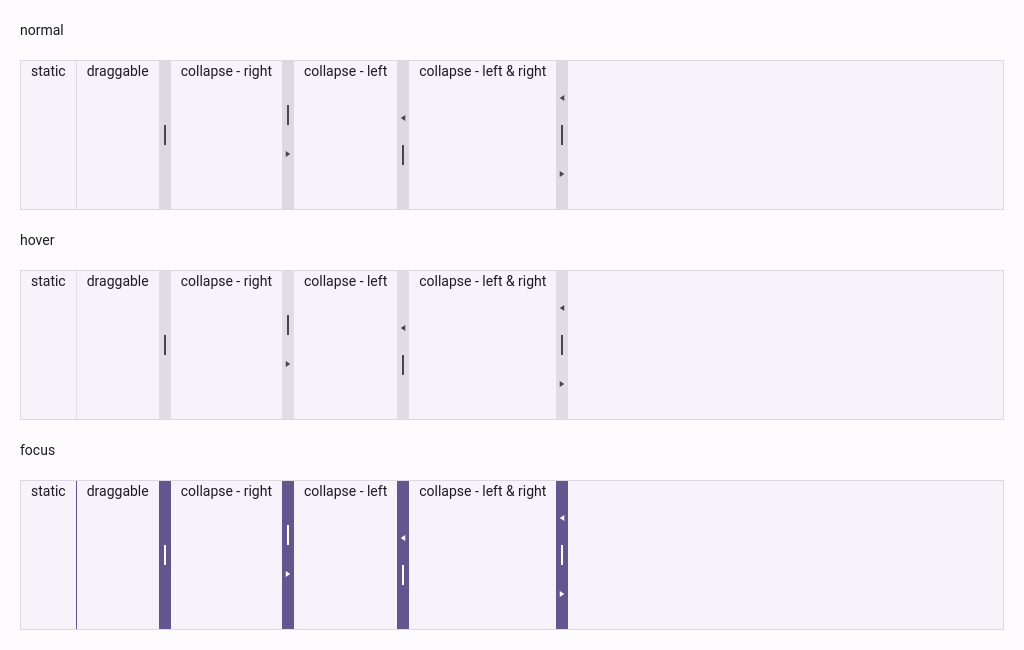 normal
static draggable collapse - right collapse - left collapse - left & right
hover
static draggable collapse - right collapse - left collapse - left & right
focus
static draggable collapse - right collapse - left collapse - left & right